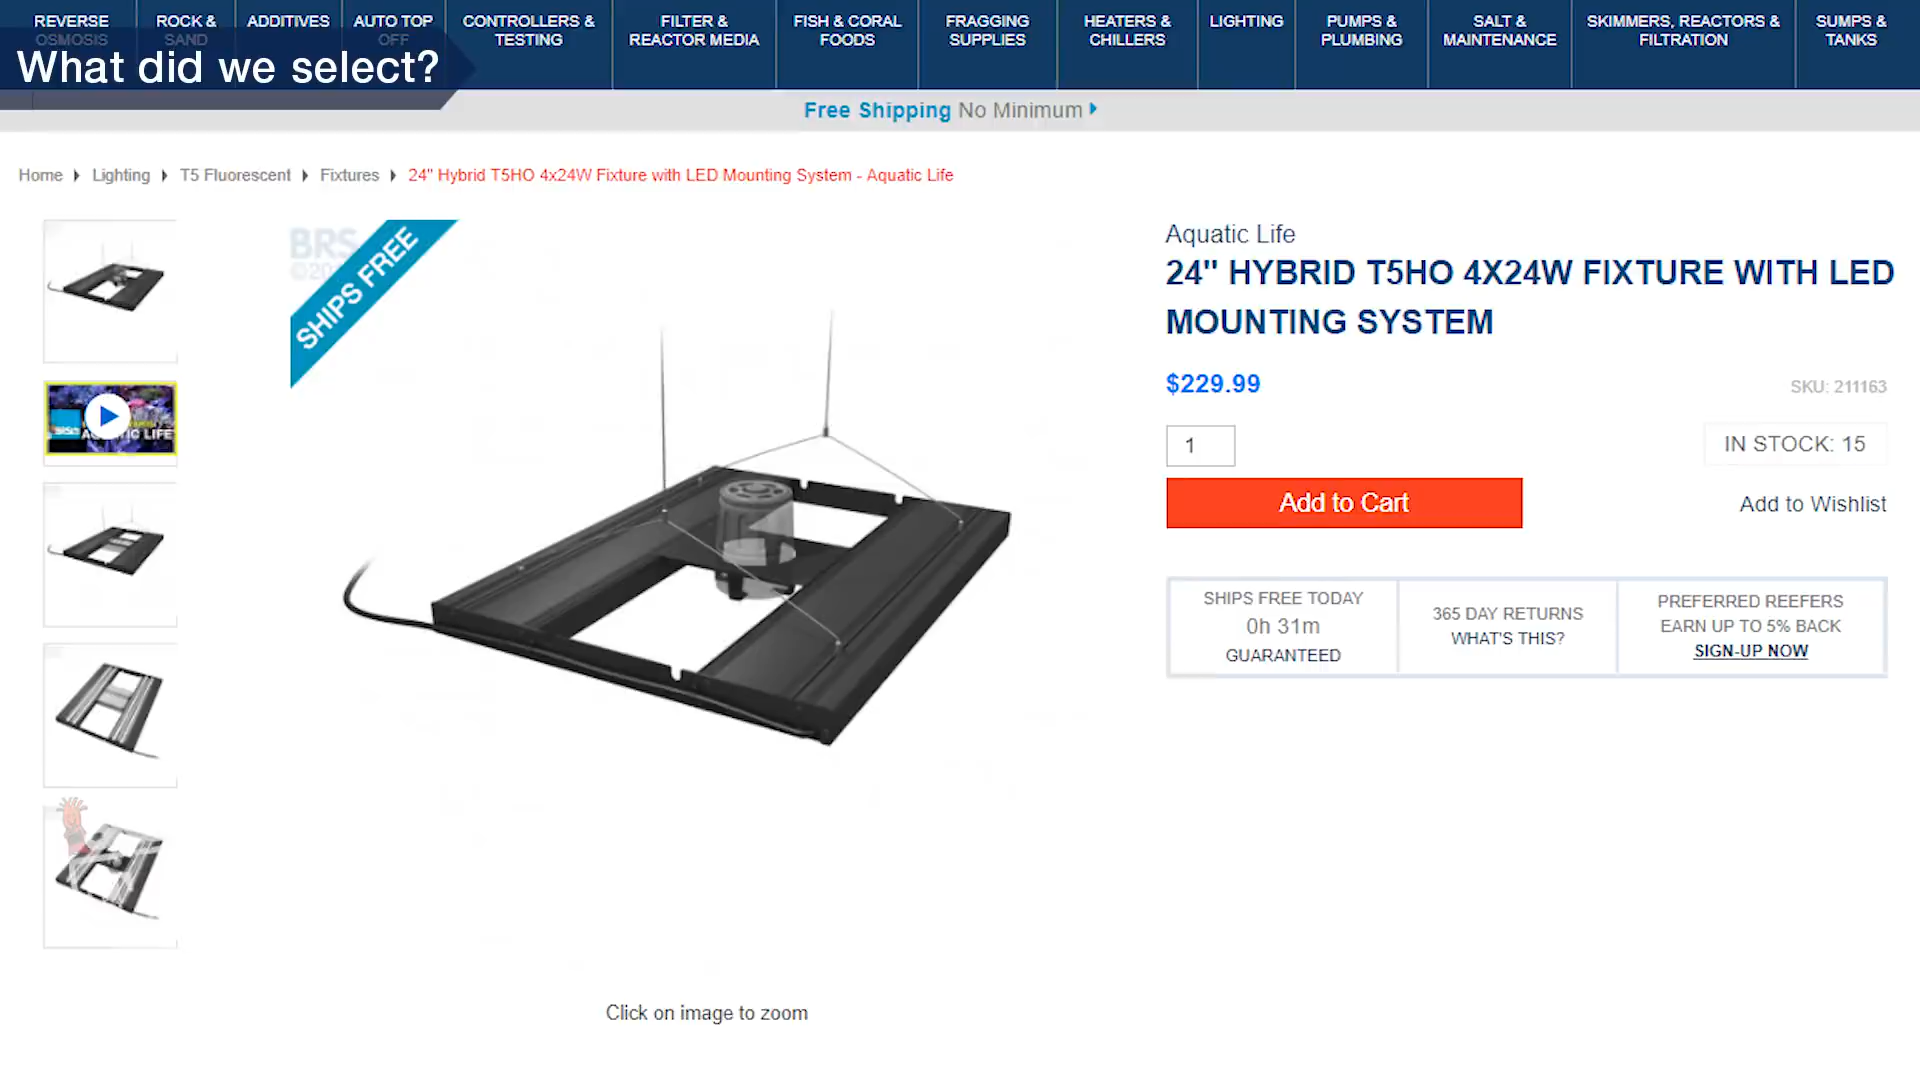 REVERSE
OSMOSIS
ROCK &
SAND
ADDITIVES
AUTO TOP
OFF
CONTROLLERS &
TESTING
FILTER &
REACTOR MEDIA
FISH & CORAL
FOODS
FRAGGING
SUPPLIES
HEATERS &
CHILLERS
LIGHTING
PUMPS &
PLUMBING
SALT &
MAINTENANCE
SKIMMERS, REACTORS &
FILTRATION
SUMPS &
TANKS
What did we select?
Free Shipping No Minimum
Home Lighting T5 Fluorescent Fixtures 24" Hybrid T5HO 4x24W Fixture with LED Mounting System - Aquatic Life
BRS
SHIPS FREE
Aquatic Life
24" HYBRID T5HO 4X24W FIXTURE WITH LED
MOUNTING SYSTEM
$229.99
SKU: 211163
1
IN STOCK: 15
Add to Cart
Add to Wishlist
SHIPS FREE TODAY
0h 31m
GUARANTEED
365 DAY RETURNS
WHAT'S THIS?
PREFERRED REEFERS
EARN UP TO 5% BACK
SIGN-UP NOW
Click on image to zoom